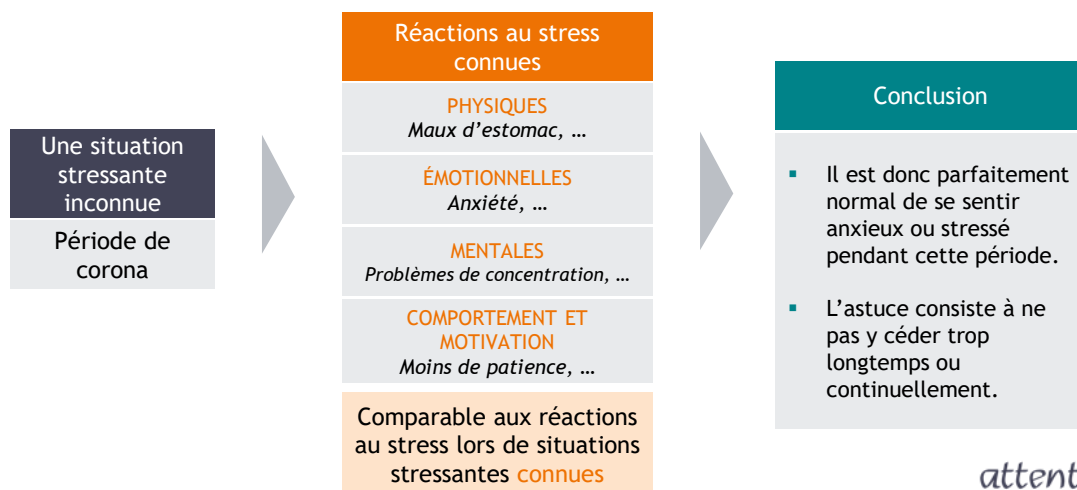 Une situation
stressante
inconnue
Période de
corona
Réactions au stress
connues
PHYSIQUES
Maux d’estomac, …
ÉMOTIONNELLES
Anxiété, …
MENTALES
Problèmes de concentration, …
COMPORTEMENT ET
MOTIVATION
Moins de patience, …
Comparable aux réactions
au stress lors de situations
stressantes connues
Conclusion
▪ Il est donc parfaitement
normal de se sentir
anxieux ou stressé
pendant cette période.
▪ L’astuce consiste à ne
pas y céder trop
longtemps ou
continuellement.
attent